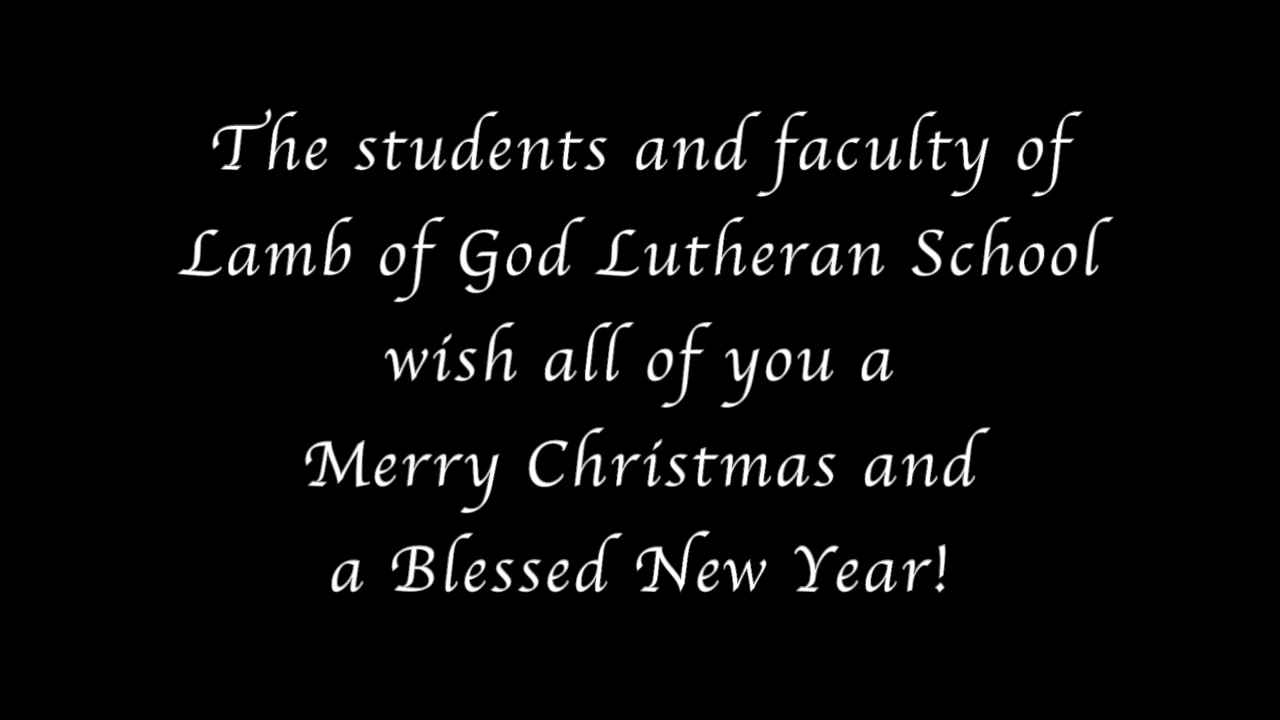 The students and faculty of
Lamb of God Lutheran School
wish all of you a
Merry Christmas and
a Blessed New Year!